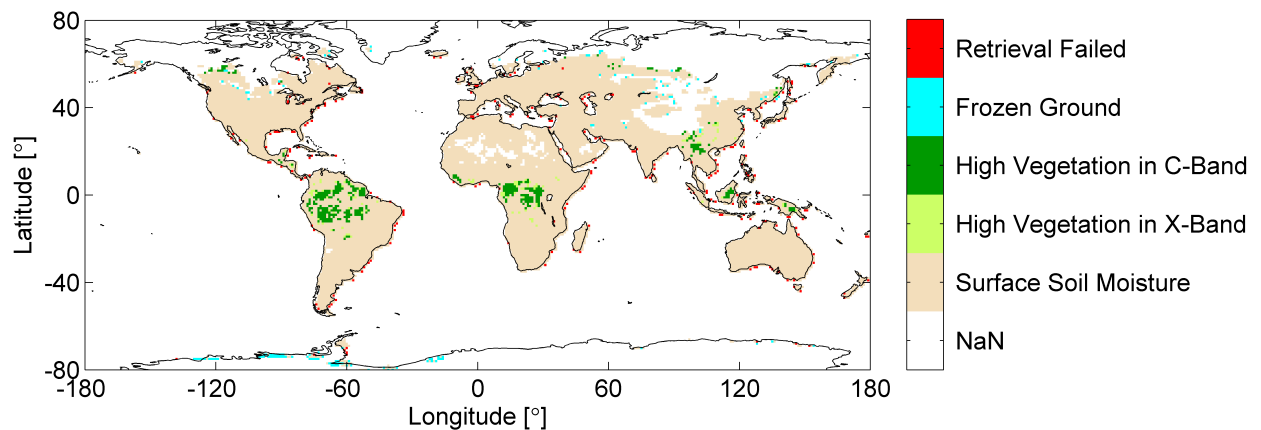 80
40
0
-40
-80
Latitude [°]
-180 -120 -60 0 60 120 180
Longitude [°]
Retrieval Failed
Frozen Ground
High Vegetation in C-Band
High Vegetation in X-Band
Surface Soil Moisture
NaN